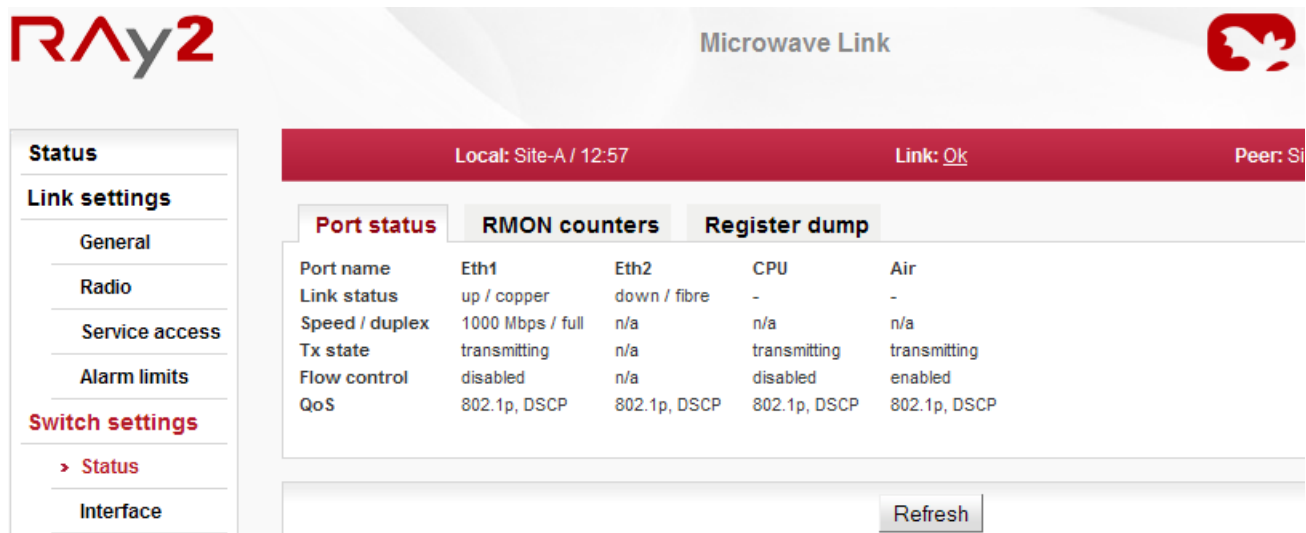 RAy2
Microwave Link
Status
Link settings
General
Radio
Service access
Alarm limits
Switch settings
› Status
Interface
Local: Site-A / 12:57 Link: Ok Peer: Si
Port status RMON counters Register dump
Port name Eth1 Eth2 CPU Air
Link status up / copper down / fibre - -
Speed / duplex 1000 Mbps / full n/a n/a n/a
Tx state transmitting n/a transmitting transmitting
Flow control disabled n/a disabled enabled
QoS 802.1p, DSCP 802.1p, DSCP 802.1p, DSCP 802.1p, DSCP
Refresh